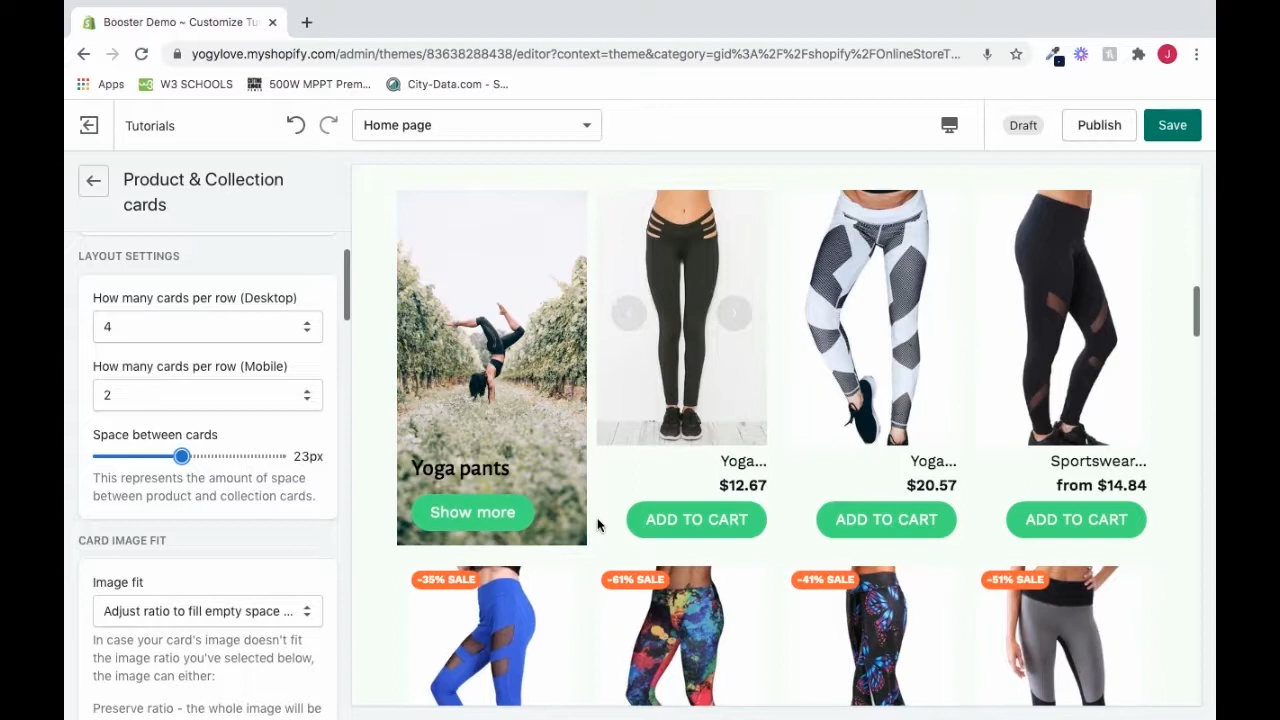 Booster Demo ~ Customize Tu
yogylove.myshopify.com/admin/themes/83638288438/editor?context=theme&category=gid%3A%2F%2Fshopify%2FOnlineStoreT...
J
Apps
W3 SCHOOLS
500W MPPT Prem...
City-Data.com - S...
Tutorials
Home page
Draft
Publish
Save
Product & Collection
cards
LAYOUT SETTINGS
How many cards per row (Desktop)
4
How many cards per row (Mobile)
2
Space between cards
23px
This represents the amount of space
between product and collection cards.
CARD IMAGE FIT
Image fit
Adjust ratio to fill empty space ...
In case your card's image doesn't fit
the image ratio you've selected below,
the image can either:
Preserve ratio - the whole image will be
Yoga pants
Show more
Yoga...
$12.67
ADD TO CART
Yoga...
$20.57
ADD TO CART
Sportswear...
from $14.84
ADD TO CART
-35% SALE
-61% SALE
-41% SALE
-51% SALE